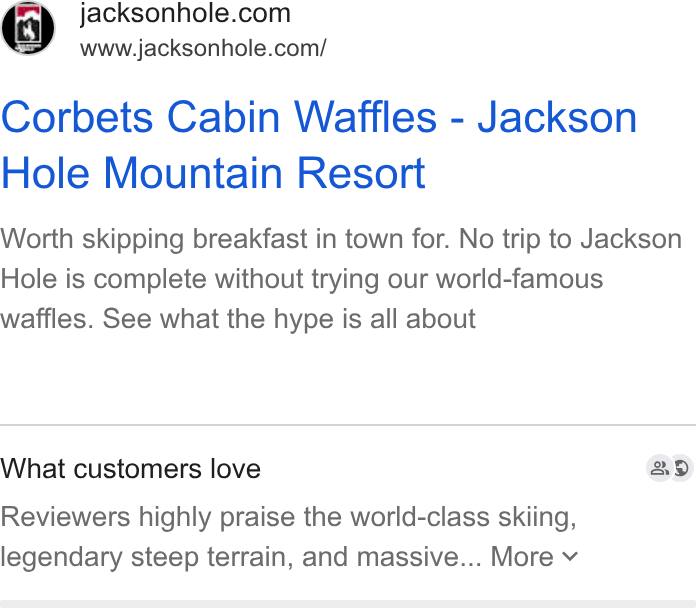 jacksonhole.com
www.jacksonhole.com/
Corbets Cabin Waffles - Jackson
Hole Mountain Resort
Worth skipping breakfast in town for. No trip to Jackson
Hole is complete without trying our world-famous
waffles. See what the hype is all about
What customers love
Reviewers highly praise the world-class skiing,
legendary steep terrain, and massive... More